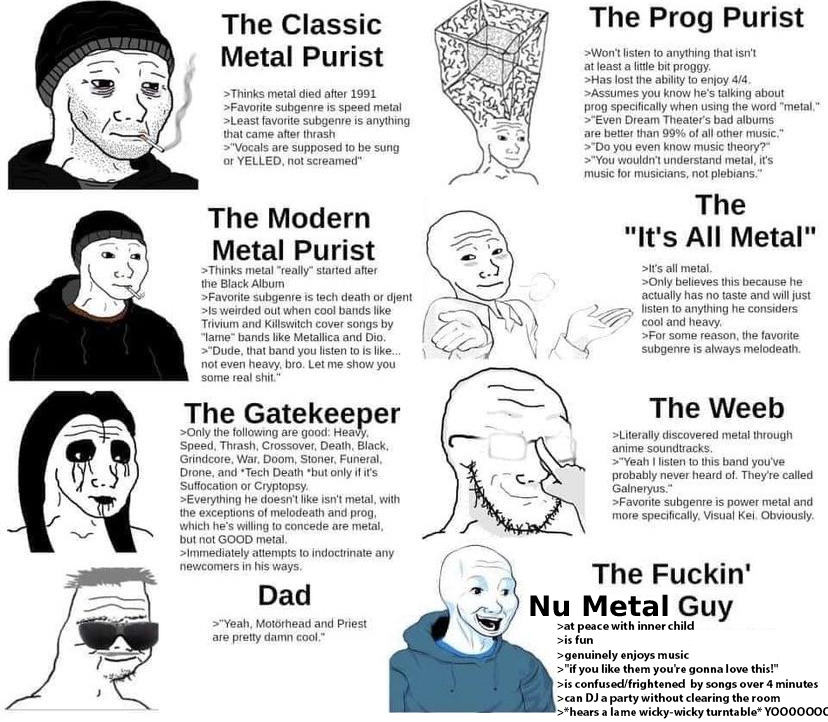 The Classic
Metal Purist
>Thinks metal died after 1991
>Favorite subgenre is speed metal
>Least favorite subgenre is anything
that came after thrash
>"Vocals are supposed to be sung
or YELLED, not screamed"
The Prog Purist
>Won't listen to anything that isn't
at least a little bit proggy.
>Has lost the ability to enjoy 4/4.
>Assumes you know he's talking about
prog specifically when using the word "metal."
>"Even Dream Theater's bad albums
are better than 99% of all other music."
>"Do you even know music theory?"
>"You wouldn't understand metal, it's
music for musicians, not plebians."
The Modern
Metal Purist
>Thinks metal "really" started after
the Black Album
>Favorite subgenre is tech death or djent
>Is weirded out when cool bands like
Trivium and Killswitch cover songs by
"lame" bands like Metallica and Dio.
>"Dude, that band you listen to is like...
not even heavy, bro. Let me show you
some real shit."
The
"It's All Metal"
>It's all metal.
>Only believes this because he
actually has no taste and will just
listen to anything he considers
cool and heavy.
>For some reason, the favorite
subgenre is always melodeath.
The Gatekeeper
>Only the following are good: Heavy,
Speed, Thrash, Crossover, Death, Black,
Grindcore, War, Doom, Stoner, Funeral,
Drone, and *Tech Death *but only if it's
Suffocation or Cryptopsy.
>Everything he doesn't like isn't metal, with
the exceptions of melodeath and prog,
which he's willing to concede are metal,
but not GOOD metal.
>Immediately attempts to indoctrinate any
newcomers in his ways.
The Weeb
>Literally discovered metal through
anime soundtracks.
>"Yeah I listen to this band you've
probably never heard of. They're called
Galneryus."
>Favorite subgenre is power metal and
more specifically, Visual Kei. Obviously.
Dad
>"Yeah, Motörhead and Priest
are pretty damn cool."
The Fuckin'
Nu Metal Guy
>at peace with inner child
>is fun
>genuinely enjoys music
>"if you like them you're gonna love this!"
>is confused/frightened by songs over 4 minutes
>can DJ a party without clearing the room
>*hears a lame wicky-wicky turntable* YOOOOOOO